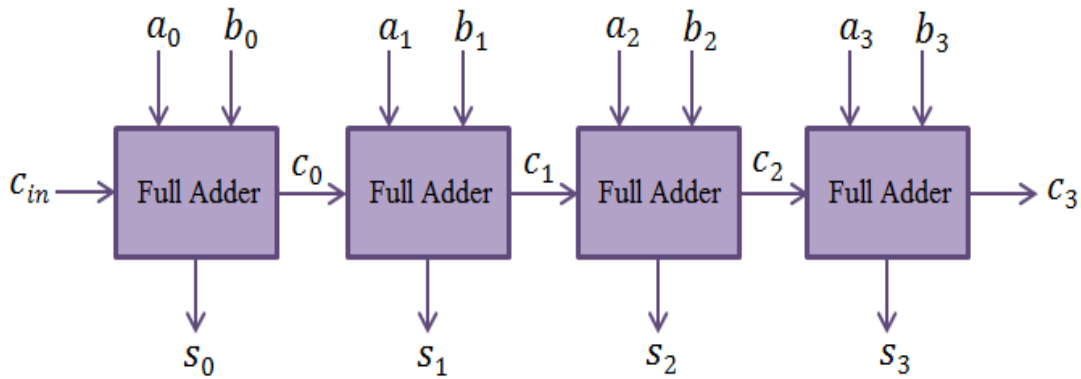 a₀ b₀ a₁ b₁ a₂ b₂ a₃ b₃
c_in Full Adder c₀ Full Adder c₁ Full Adder c₂ Full Adder c₃
s₀ s₁ s₂ s₃